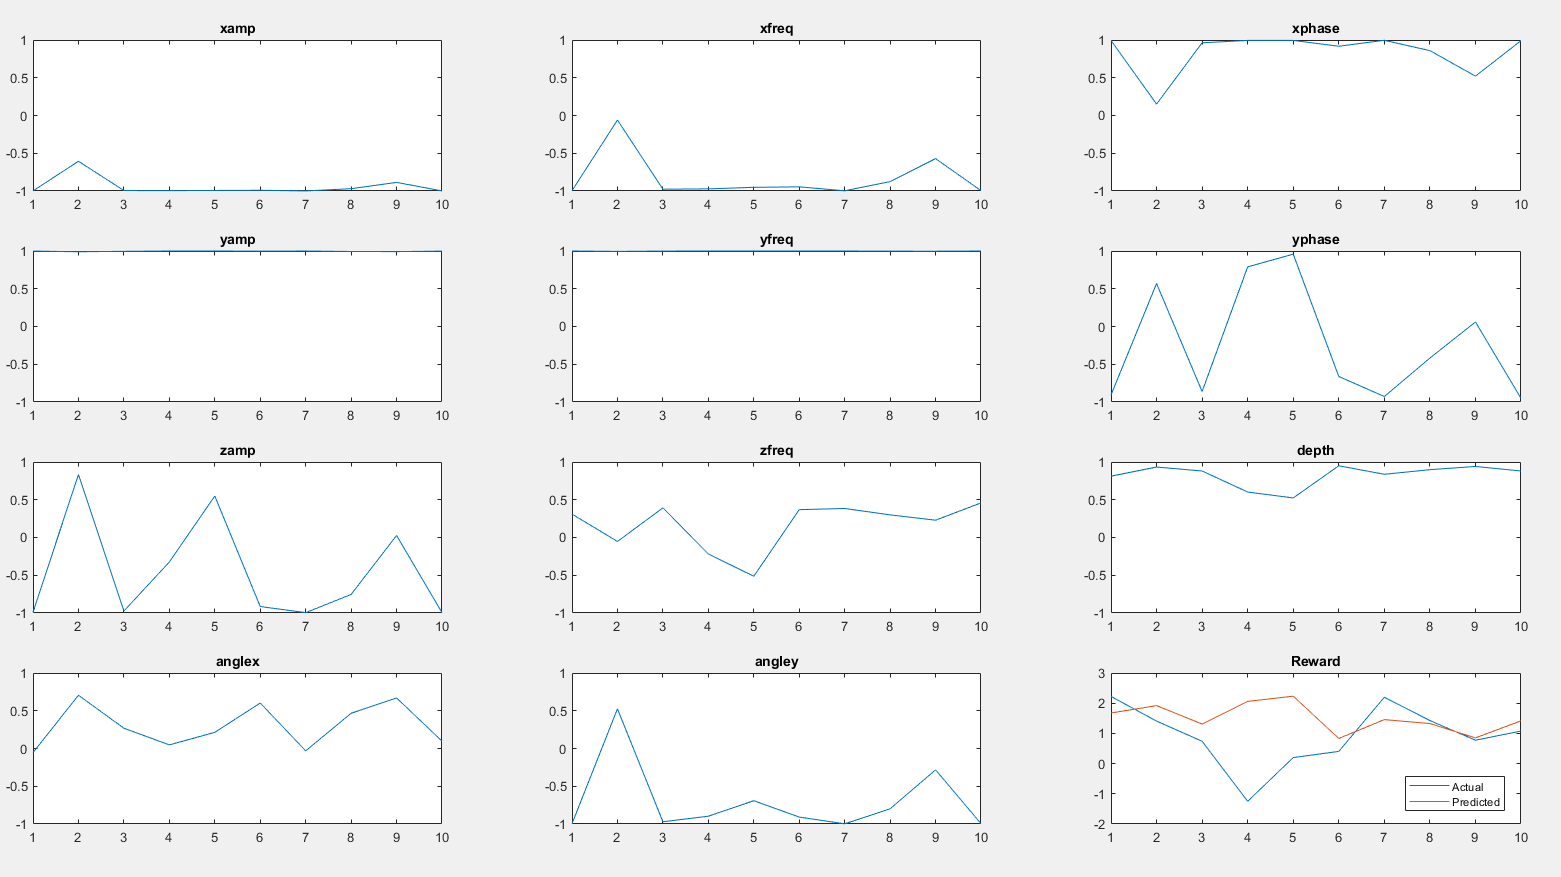 xamp xfreq xphase
1 1 1
0.5 0.5 0.5
0 0 0
-0.5 -0.5 -0.5
-1 -1 -1
1 2 3 4 5 6 7 8 9 10 1 2 3 4 5 6 7 8 9 10 1 2 3 4 5 6 7 8 9 10
yamp yfreq yphase
1 1 1
0.5 0.5 0.5
0 0 0
-0.5 -0.5 -0.5
-1 -1 -1
1 2 3 4 5 6 7 8 9 10 1 2 3 4 5 6 7 8 9 10 1 2 3 4 5 6 7 8 9 10
zamp zfreq depth
1 1 1
0.5 0.5 0.5
0 0 0
-0.5 -0.5 -0.5
-1 -1 -1
1 2 3 4 5 6 7 8 9 10 1 2 3 4 5 6 7 8 9 10 1 2 3 4 5 6 7 8 9 10
anglex angley Reward
1 1 3
0.5 0.5 2
1
0 0 0
-0.5 -0.5 -1
Actual
Predicted
-1 -1 -2
1 2 3 4 5 6 7 8 9 10 1 2 3 4 5 6 7 8 9 10 1 2 3 4 5 6 7 8 9 10